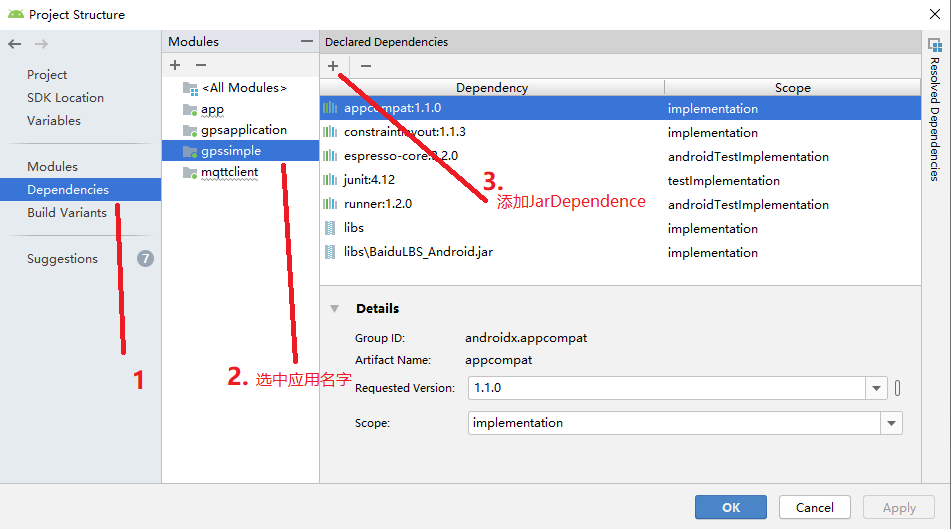 Project Structure
Project
SDK Location
Variables
Modules
Dependencies
Build Variants
Suggestions
7
1
Modules
<All Modules>
app
gpsapplication
gpssimple
mqttclient
2. 选中应用名字
Declared Dependencies
Dependency Scope
appcompat:1.1.0 implementation
constraintlayout:1.1.3 implementation
espresso-core:3.2.0 androidTestImplementation
junit:4.12 testImplementation
runner:1.2.0 androidTestImplementation
libs implementation
libs\BaiduLBS_Android.jar implementation
3.
添加JarDependence
Details
Group ID: androidx.appcompat
Artifact Name: appcompat
Requested Version: 1.1.0
Scope: implementation
Resolved Dependencies
OK Cancel Apply